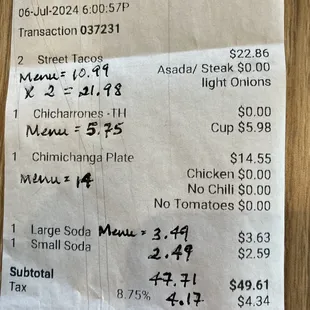 06-Jul-2024 6:00:57P
Transaction 037231
2 Street Tacos $22.86
Menu = 10.99 Asada/ Steak $0.00
X 2 = 21.98 light Onions
1 Chicharrones -TH $0.00
Menu = 5.75 Cup $5.98
1 Chimichanga Plate $14.55
Menu = 14 Chicken $0.00
No Chili $0.00
No Tomatoes $0.00
1 Large Soda Menu = 3.49 $3.63
1 Small Soda 2.49 $2.59
Subtotal 47.71 $49.61
Tax 8.75% 4.17 $4.34